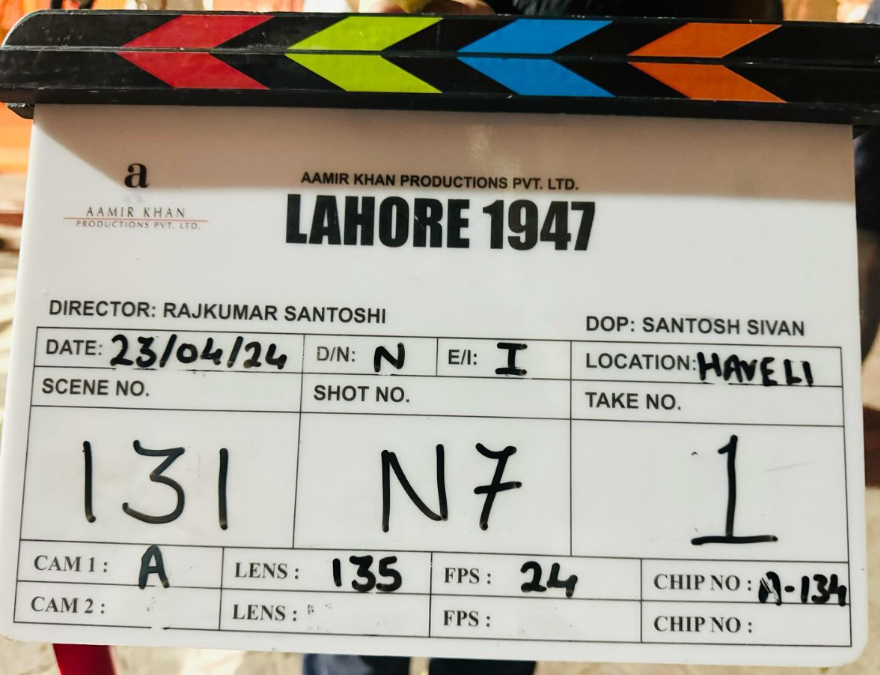 a
AAMIR KHAN
PRODUCTIONS PVT. LTD.
AAMIR KHAN PRODUCTIONS PVT. LTD.
LAHORE 1947
DIRECTOR: RAJKUMAR SANTOSHI
DOP: SANTOSH SIVAN
DATE: 23/04/24 D/N: N E/I: I LOCATION: HAVELI
SCENE NO. SHOT NO. TAKE NO.
131 N7 1
CAM 1 : A LENS : 135 FPS : 24 CHIP NO : A-134
CAM 2 : LENS : FPS : CHIP NO :